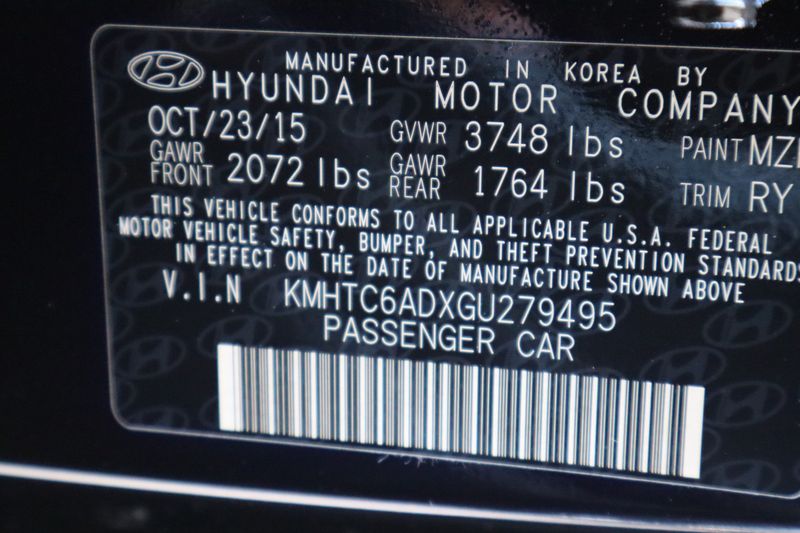 MANUFACTURED IN KOREA BY
HYUNDAI MOTOR COMPANY
OCT/23/15 GVWR 3748 lbs PAINT
GAWR FRONT 2072 lbs GAWR REAR 1764 lbs TRIM RY
THIS VEHICLE CONFORMS TO ALL APPLICABLE U.S.A. FEDERAL
MOTOR VEHICLE SAFETY, BUMPER, AND THEFT PREVENTION STANDARDS
IN EFFECT ON THE DATE OF MANUFACTURE SHOWN ABOVE
V.I.N KMHTC6ADXGU279495
PASSENGER CAR